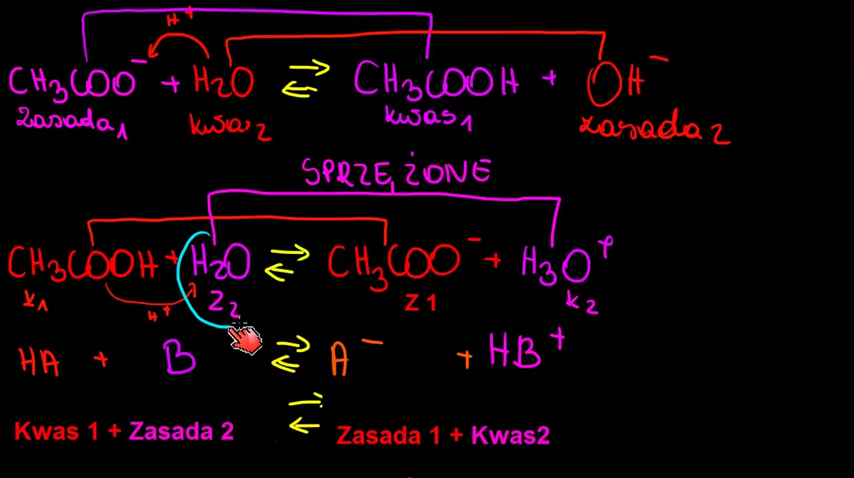 H⁺
CH₃COO⁻ + H₂O ⇌ CH₃COOH + OH⁻
zasada₁ kwas₂ kwas₁ zasada₂
SPRZĘŻONE
CH₃COOH + H₂O ⇌ CH₃COO⁻ + H₃O⁺
K₁ H⁺ Z₂ Z1 K₂
HA + B ⇌ A⁻ + HB⁺
Kwas 1 + Zasada 2 ⇌ Zasada 1 + Kwas2